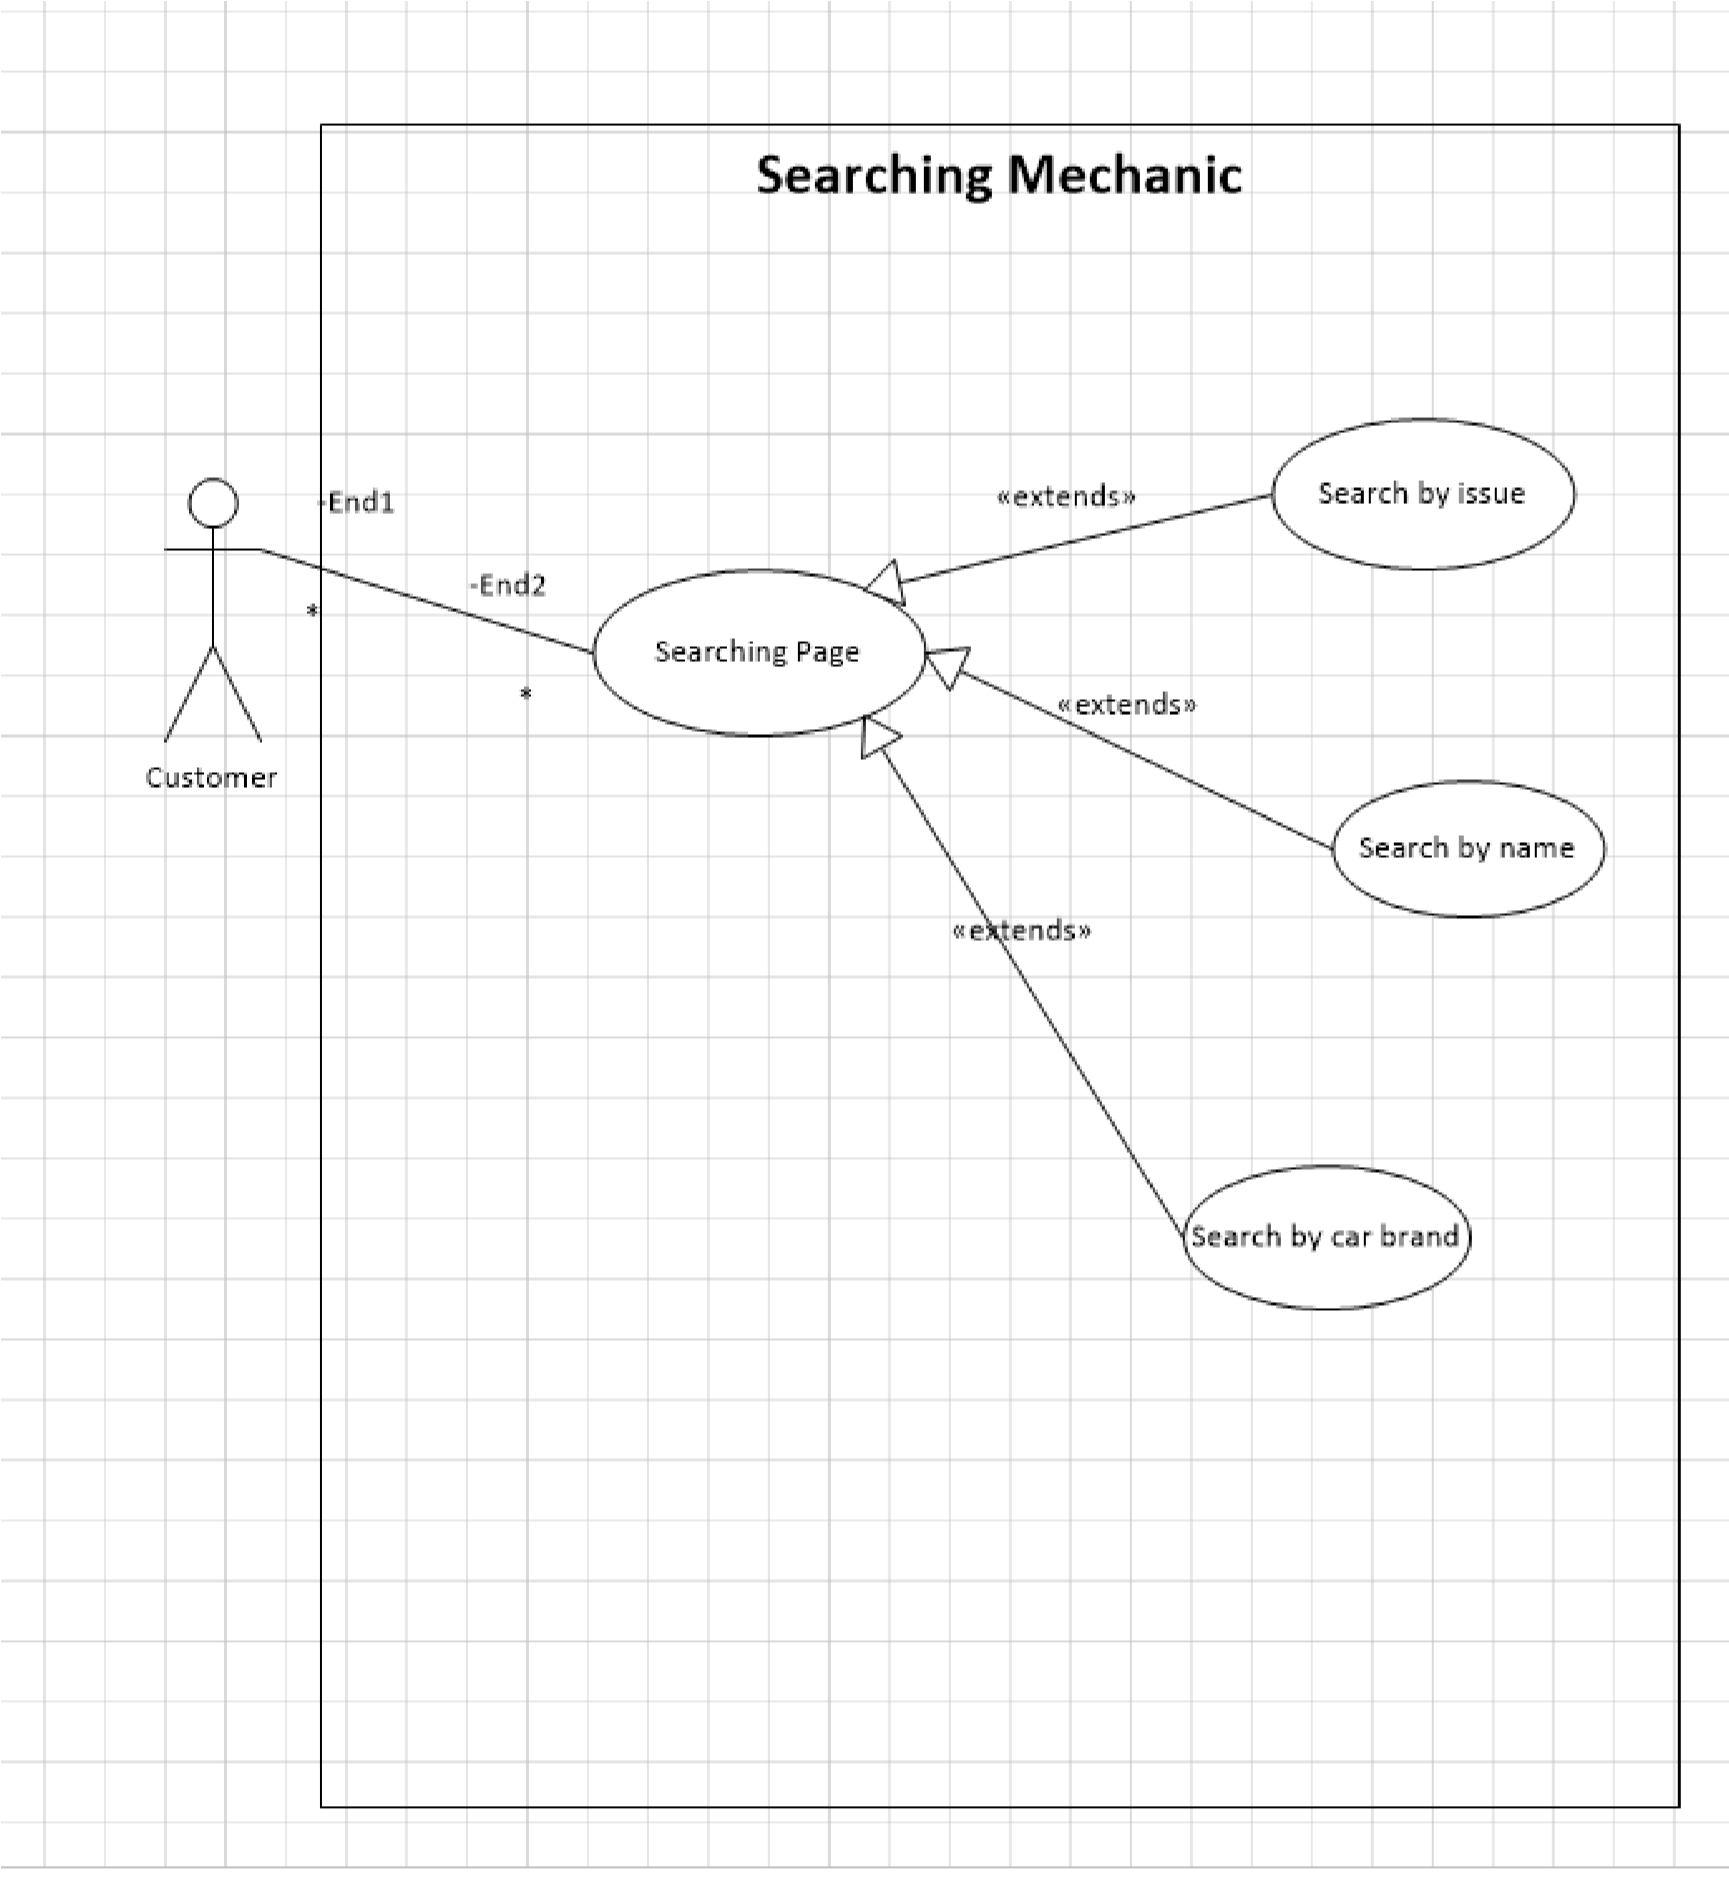 Searching Mechanic
-End1
«extends»
Search by issue
-End2
*
Searching Page
*
«extends»
Customer
Search by name
«extends»
Search by car brand